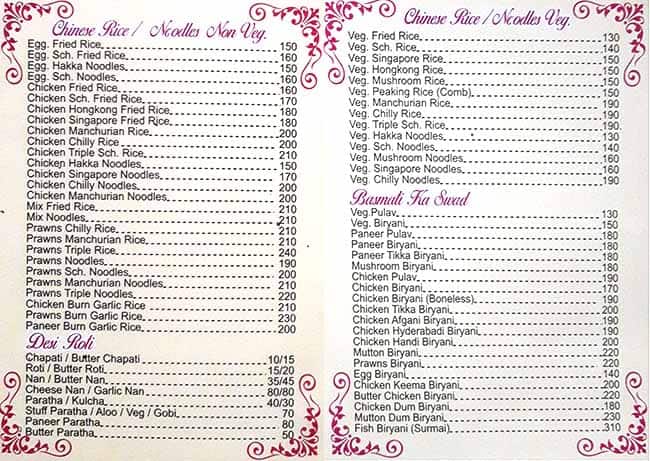 Chinese Rice / Noodles Non Veg.
Egg. Fried Rice 150
Egg. Sch. Fried Rice 160
Egg. Hakka Noodles 150
Egg. Sch. Noodles 160
Chicken Fried Rice 160
Chicken Sch. Fried Rice 170
Chicken Hongkong Fried Rice 180
Chicken Singapore Fried Rice 180
Chicken Manchurian Rice 200
Chicken Chilly Rice 200
Chicken Triple Sch. Rice 210
Chicken Hakka Noodles 150
Chicken Singapore Noodles 170
Chicken Chilly Noodles 200
Chicken Manchurian Noodles 200
Mix Fried Rice 210
Mix Noodles 210
Prawns Chilly Rice 210
Prawns Manchurian Rice 210
Prawns Triple Rice 240
Prawns Noodles 190
Prawns Sch. Noodles 200
Prawns Manchurian Noodles 210
Prawns Triple Noodles 220
Chicken Burn Garlic Rice 210
Prawns Burn Garlic Rice 230
Paneer Burn Garlic Rice 200
Desi Roti
Chapati / Butter Chapati 10/15
Roti / Butter Roti 15/20
Nan / Butter Nan 35/45
Cheese Nan / Garlic Nan 80/80
Paratha / Kulcha 40/30
Stuff Paratha / Aloo / Veg / Gobi 70
Paneer Paratha 80
Butter Paratha 50
Chinese Rice / Noodles Veg.
Veg. Fried Rice 130
Veg. Sch. Rice 140
Veg. Singapore Rice 150
Veg. Hongkong Rice 150
Veg. Mushroom Rice 150
Veg. Peaking Rice (Comb) 150
Veg. Manchurian Rice 190
Veg. Chilly Rice 190
Veg. Triple Sch. Rice 190
Veg. Hakka Noodles 130
Veg. Sch. Noodles 140
Veg. Mushroom Noodles 160
Veg. Singapore Noodles 160
Veg. Chilly Noodles 190
Basmati Ka Swad
Veg.Pulav 130
Veg. Biryani 150
Paneer Pulav 180
Paneer Biryani 180
Paneer Tikka Biryani 180
Mushroom Biryani 180
Chicken Pulav 190
Chicken Biryani 170
Chicken Biryani (Boneless) 190
Chicken Tikka Biryani 200
Chicken Afgani Biryani 190
Chicken Hyderabadi Biryani 190
Chicken Handi Biryani 200
Mutton Biryani 220
Prawns Biryani 220
Egg Biryani 140
Chicken Keema Biryani 200
Butter Chicken Biryani 220
Chicken Dum Biryani 180
Mutton Dum Biryani 230
Fish Biryani (Surmai) 310